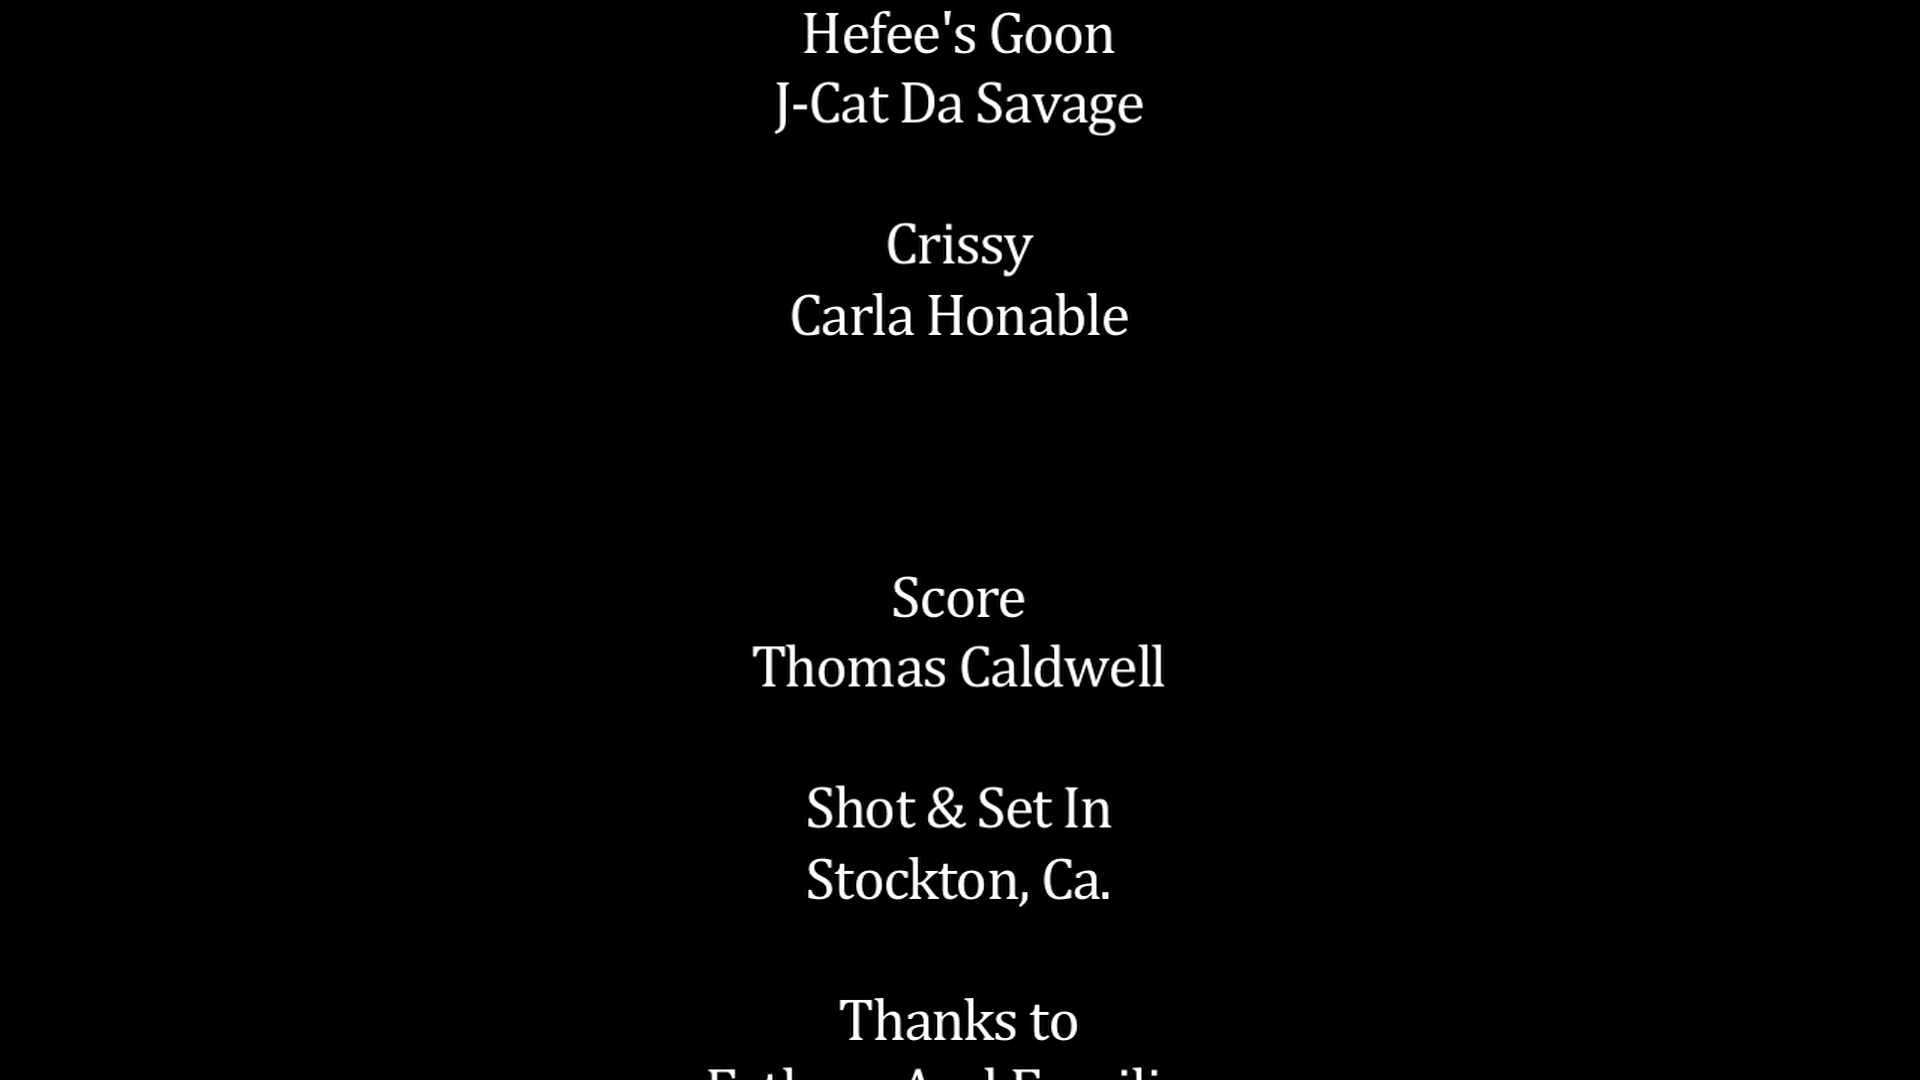 Hefee's Goon
J-Cat Da Savage
Crissy
Carla Honable
Score
Thomas Caldwell
Shot & Set In
Stockton, Ca.
Thanks to